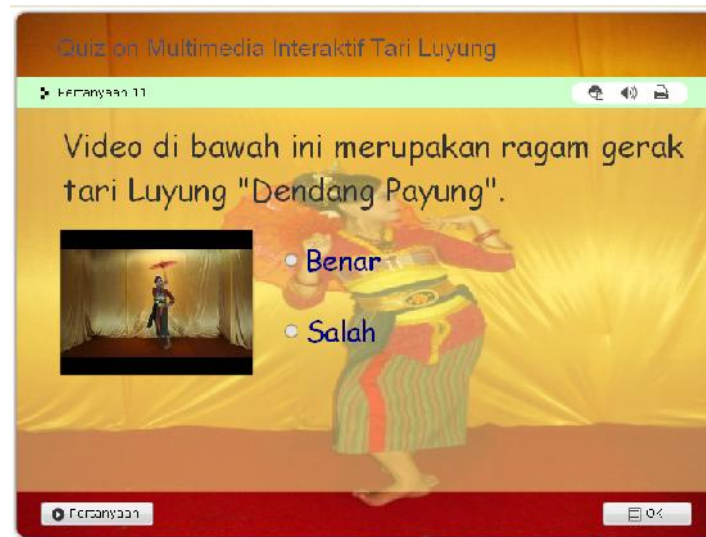 Quiz on Multimedia Interaktif Tari Luyung
Pertanyaan 11
Video di bawah ini merupakan ragam gerak
tari Luyung "Dendang Payung".
Benar
Salah
Pertanyaan
OK